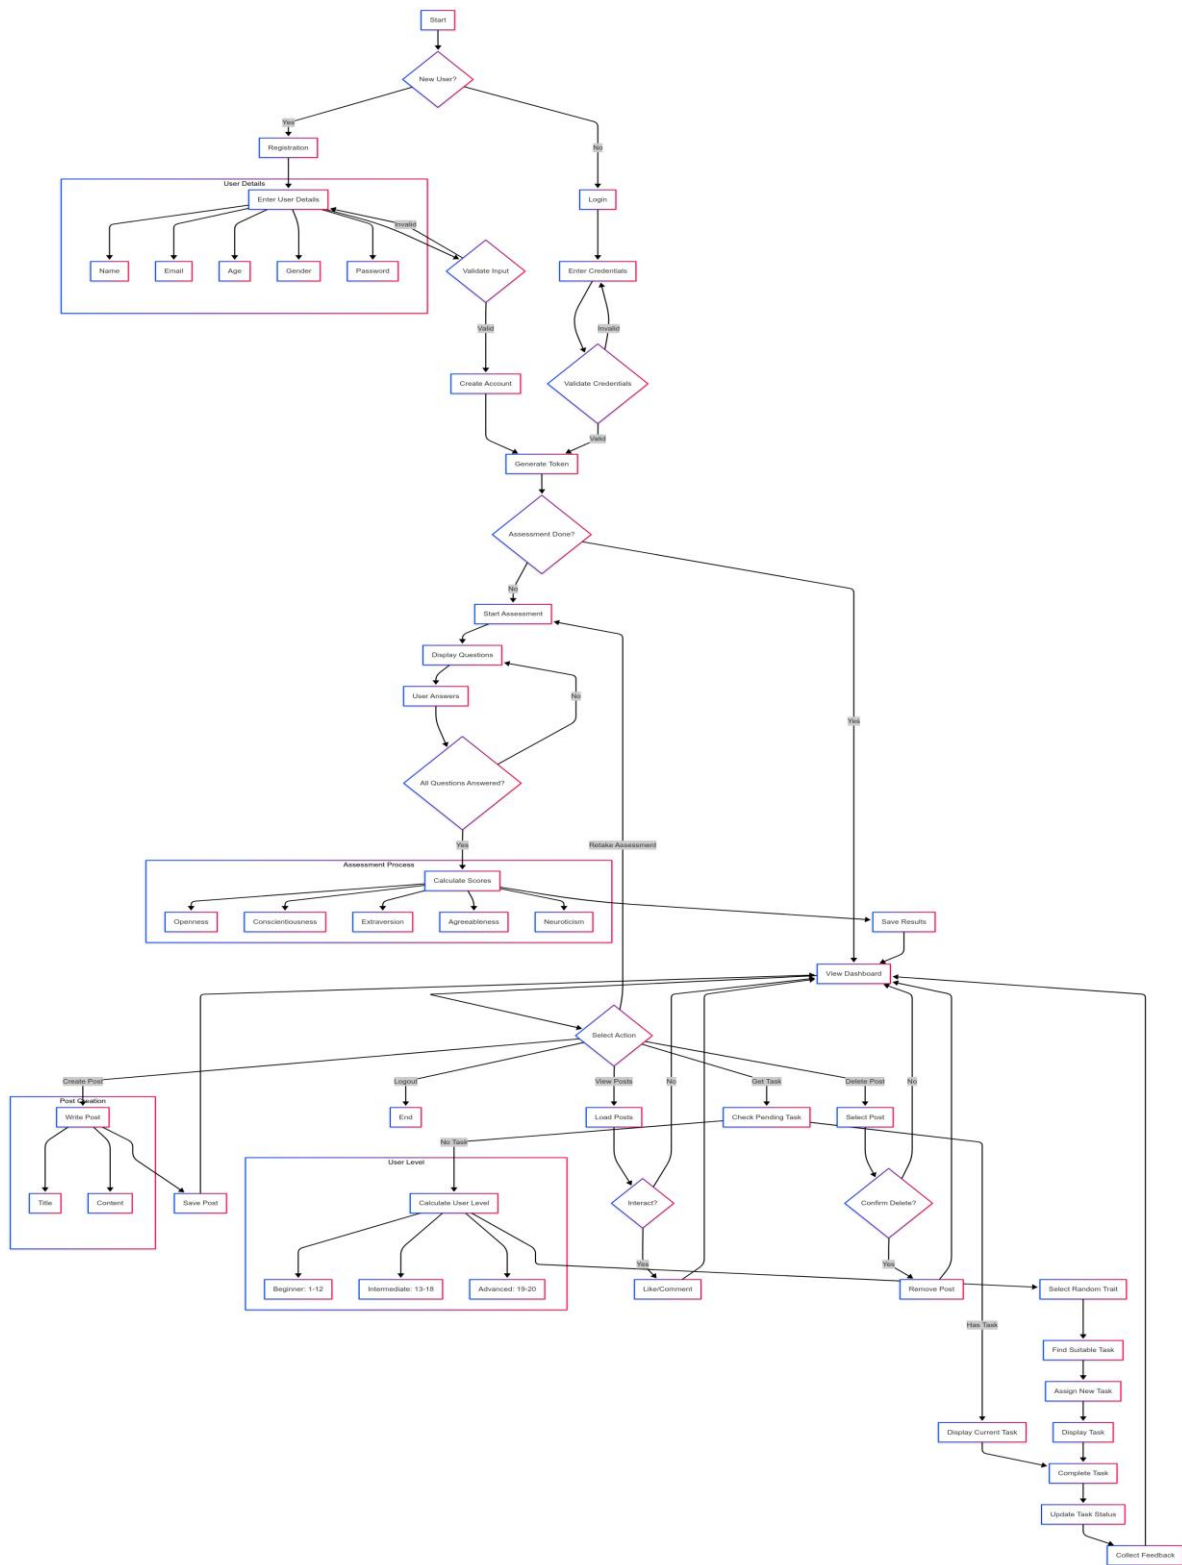 Start
New User?
Yes
No
Registration
Login
User Details
Enter User Details
Invalid
Name
Email
Age
Gender
Password
Validate Input
Enter Credentials
Valid
Invalid
Create Account
Validate Credentials
Valid
Generate Token
Assessment Done?
No
Start Assessment
Display Questions
User Answers
No
Yes
All Questions Answered?
Yes
Retake Assessment
Assessment Process
Calculate Scores
Openness
Conscientiousness
Extraversion
Agreeableness
Neuroticism
Save Results
View Dashboard
Select Action
Create Post
Logout
View Posts
No
Get Task
Delete Post
No
Post Creation
Write Post
End
Load Posts
Check Pending Task
Select Post
No Task
User Level
Title
Content
Save Post
Calculate User Level
Interact?
Confirm Delete?
Yes
Yes
Beginner: 1-12
Intermediate: 13-18
Advanced: 19-20
Like/Comment
Remove Post
Select Random Trait
Has Task
Find Suitable Task
Assign New Task
Display Current Task
Display Task
Complete Task
Update Task Status
Collect Feedback